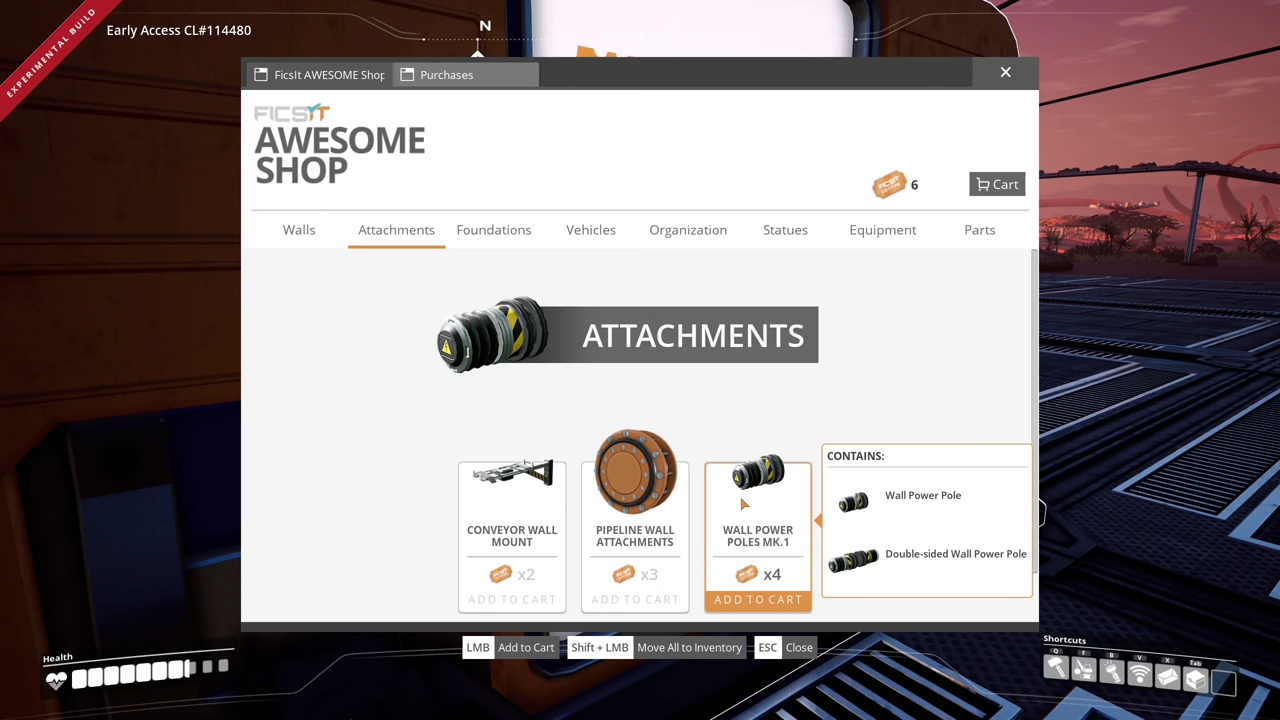 EXPERIMENTAL BUILD
Early Access CL#114480
N
FicsIt AWESOME Shop
Purchases
FICSIT
AWESOME
SHOP
6
Cart
Walls
Attachments
Foundations
Vehicles
Organization
Statues
Equipment
Parts
ATTACHMENTS
CONTAINS:
Wall Power Pole
Double-sided Wall Power Pole
CONVEYOR WALL
MOUNT
x2
ADD TO CART
PIPELINE WALL
ATTACHMENTS
x3
ADD TO CART
WALL POWER
POLES MK.1
x4
ADD TO CART
LMB Add to Cart
Shift + LMB Move All to Inventory
ESC Close
Health
Shortcuts
Q F B V X Tab